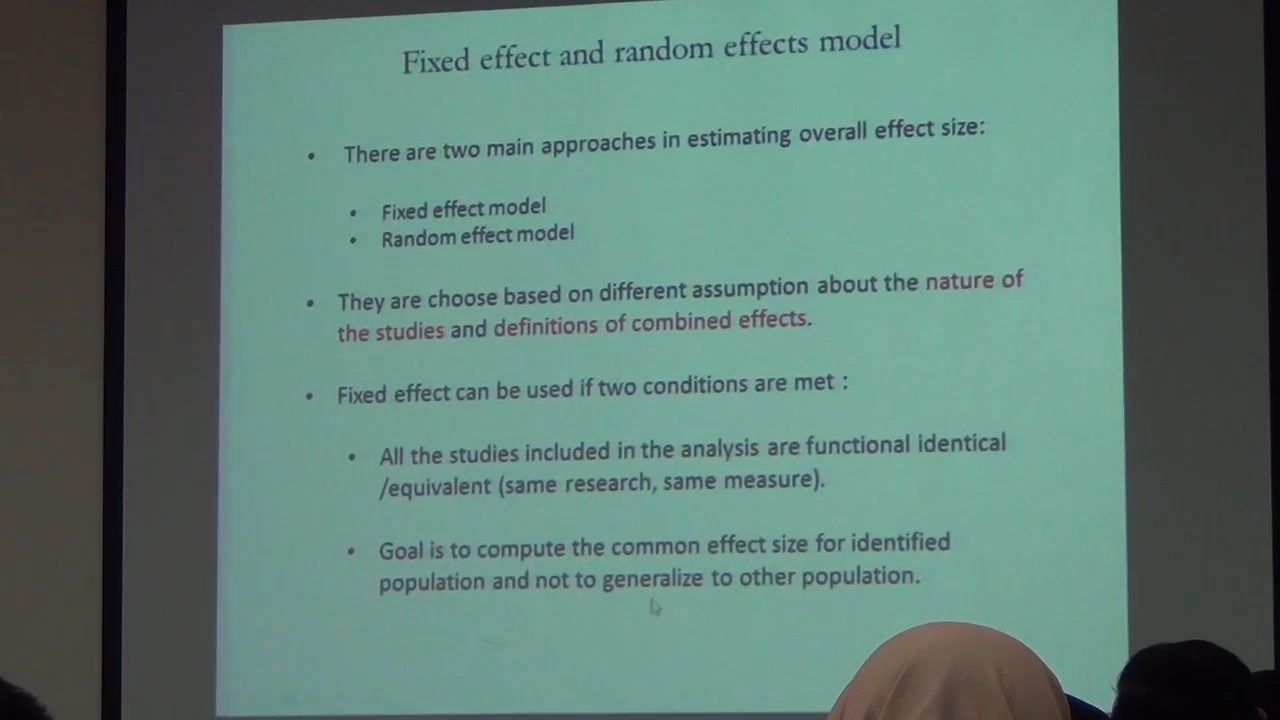 Fixed effect and random effects model
• There are two main approaches in estimating overall effect size:
• Fixed effect model
• Random effect model
• They are choose based on different assumption about the nature of
the studies and definitions of combined effects.
• Fixed effect can be used if two conditions are met :
• All the studies included in the analysis are functional identical
/equivalent (same research, same measure).
• Goal is to compute the common effect size for identified
population and not to generalize to other population.